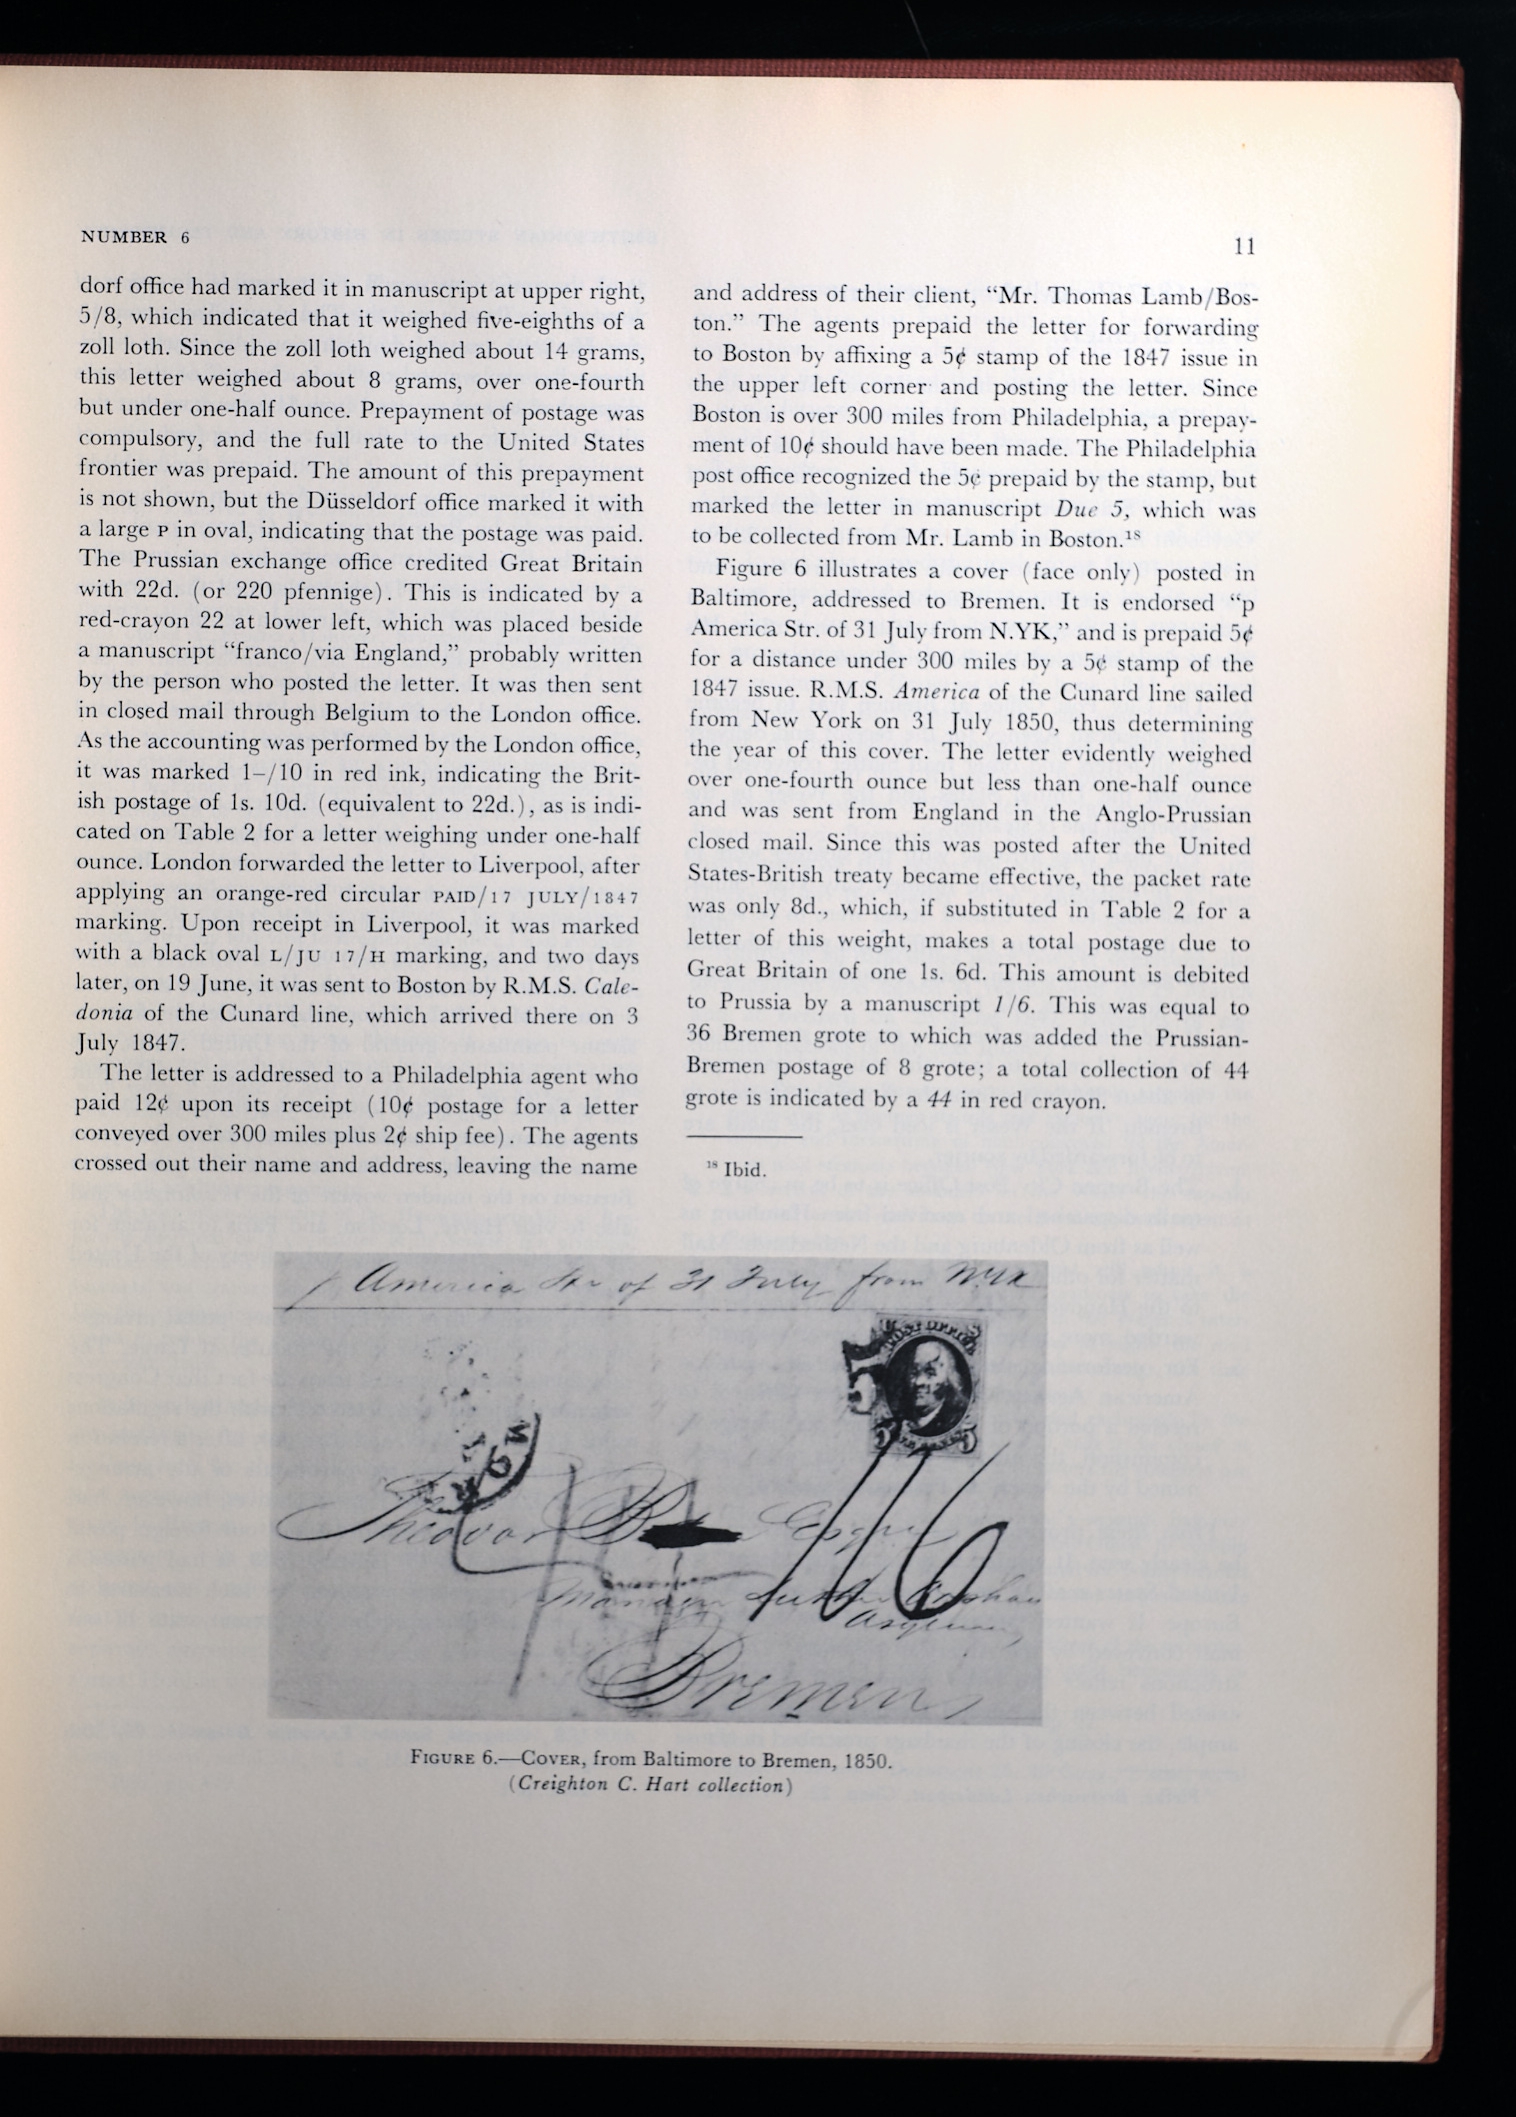 NUMBER 6
11
dorf office had marked it in manuscript at upper right,
5/8, which indicated that it weighed five-eighths of a
zoll loth. Since the zoll loth weighed about 14 grams,
this letter weighed about 8 grams, over one-fourth
but under one-half ounce. Prepayment of postage was
compulsory, and the full rate to the United States
frontier was prepaid. The amount of this prepayment
is not shown, but the Düsseldorf office marked it with
a large P in oval, indicating that the postage was paid.
The Prussian exchange office credited Great Britain
with 22d. (or 220 pfennige). This is indicated by a
red-crayon 22 at lower left, which was placed beside
a manuscript “franco/via England,” probably written
by the person who posted the letter. It was then sent
in closed mail through Belgium to the London office.
As the accounting was performed by the London office,
it was marked 1–/10 in red ink, indicating the Brit-
ish postage of 1s. 10d. (equivalent to 22d.), as is indi-
cated on Table 2 for a letter weighing under one-half
ounce. London forwarded the letter to Liverpool, after
applying an orange-red circular PAID/17 JULY/1847
marking. Upon receipt in Liverpool, it was marked
with a black oval L/JU 17/H marking, and two days
later, on 19 June, it was sent to Boston by R.M.S. Cale-
donia of the Cunard line, which arrived there on 3
July 1847.
The letter is addressed to a Philadelphia agent who
paid 12¢ upon its receipt (10¢ postage for a letter
conveyed over 300 miles plus 2¢ ship fee). The agents
crossed out their name and address, leaving the name
and address of their client, “Mr. Thomas Lamb/Bos-
ton.” The agents prepaid the letter for forwarding
to Boston by affixing a 5¢ stamp of the 1847 issue in
the upper left corner and posting the letter. Since
Boston is over 300 miles from Philadelphia, a prepay-
ment of 10¢ should have been made. The Philadelphia
post office recognized the 5¢ prepaid by the stamp, but
marked the letter in manuscript Due 5, which was
to be collected from Mr. Lamb in Boston.¹⁸
Figure 6 illustrates a cover (face only) posted in
Baltimore, addressed to Bremen. It is endorsed “p
America Str. of 31 July from N.YK,” and is prepaid 5¢
for a distance under 300 miles by a 5¢ stamp of the
1847 issue. R.M.S. America of the Cunard line sailed
from New York on 31 July 1850, thus determining
the year of this cover. The letter evidently weighed
over one-fourth ounce but less than one-half ounce
and was sent from England in the Anglo-Prussian
closed mail. Since this was posted after the United
States-British treaty became effective, the packet rate
was only 8d., which, if substituted in Table 2 for a
letter of this weight, makes a total postage due to
Great Britain of one 1s. 6d. This amount is debited
to Prussia by a manuscript 1/6. This was equal to
36 Bremen grote to which was added the Prussian-
Bremen postage of 8 grote; a total collection of 44
grote is indicated by a 44 in red crayon.
¹⁸ Ibid.
p America Str of 31 July from N.YK
POST OFFICE
5
5 5
MD
1/6
Theodor Esqr
Bremen
FIGURE 6.—COVER, from Baltimore to Bremen, 1850.
(Creighton C. Hart collection)